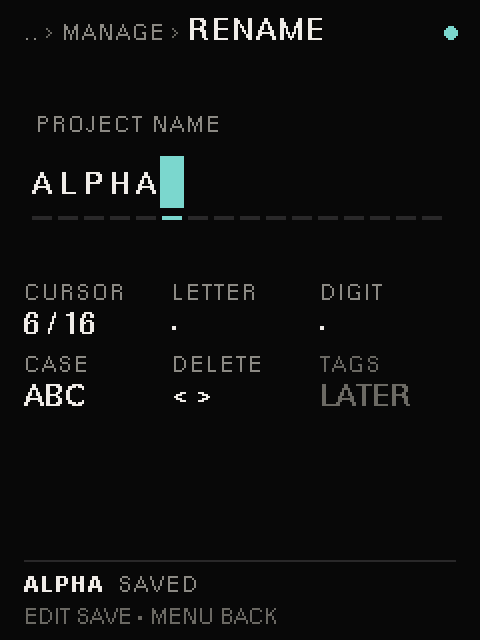 .. › MANAGE › RENAME
PROJECT NAME
ALPHA
CURSOR LETTER DIGIT
6 / 16 . .
CASE DELETE TAGS
ABC < > LATER
ALPHA SAVED
EDIT SAVE • MENU BACK